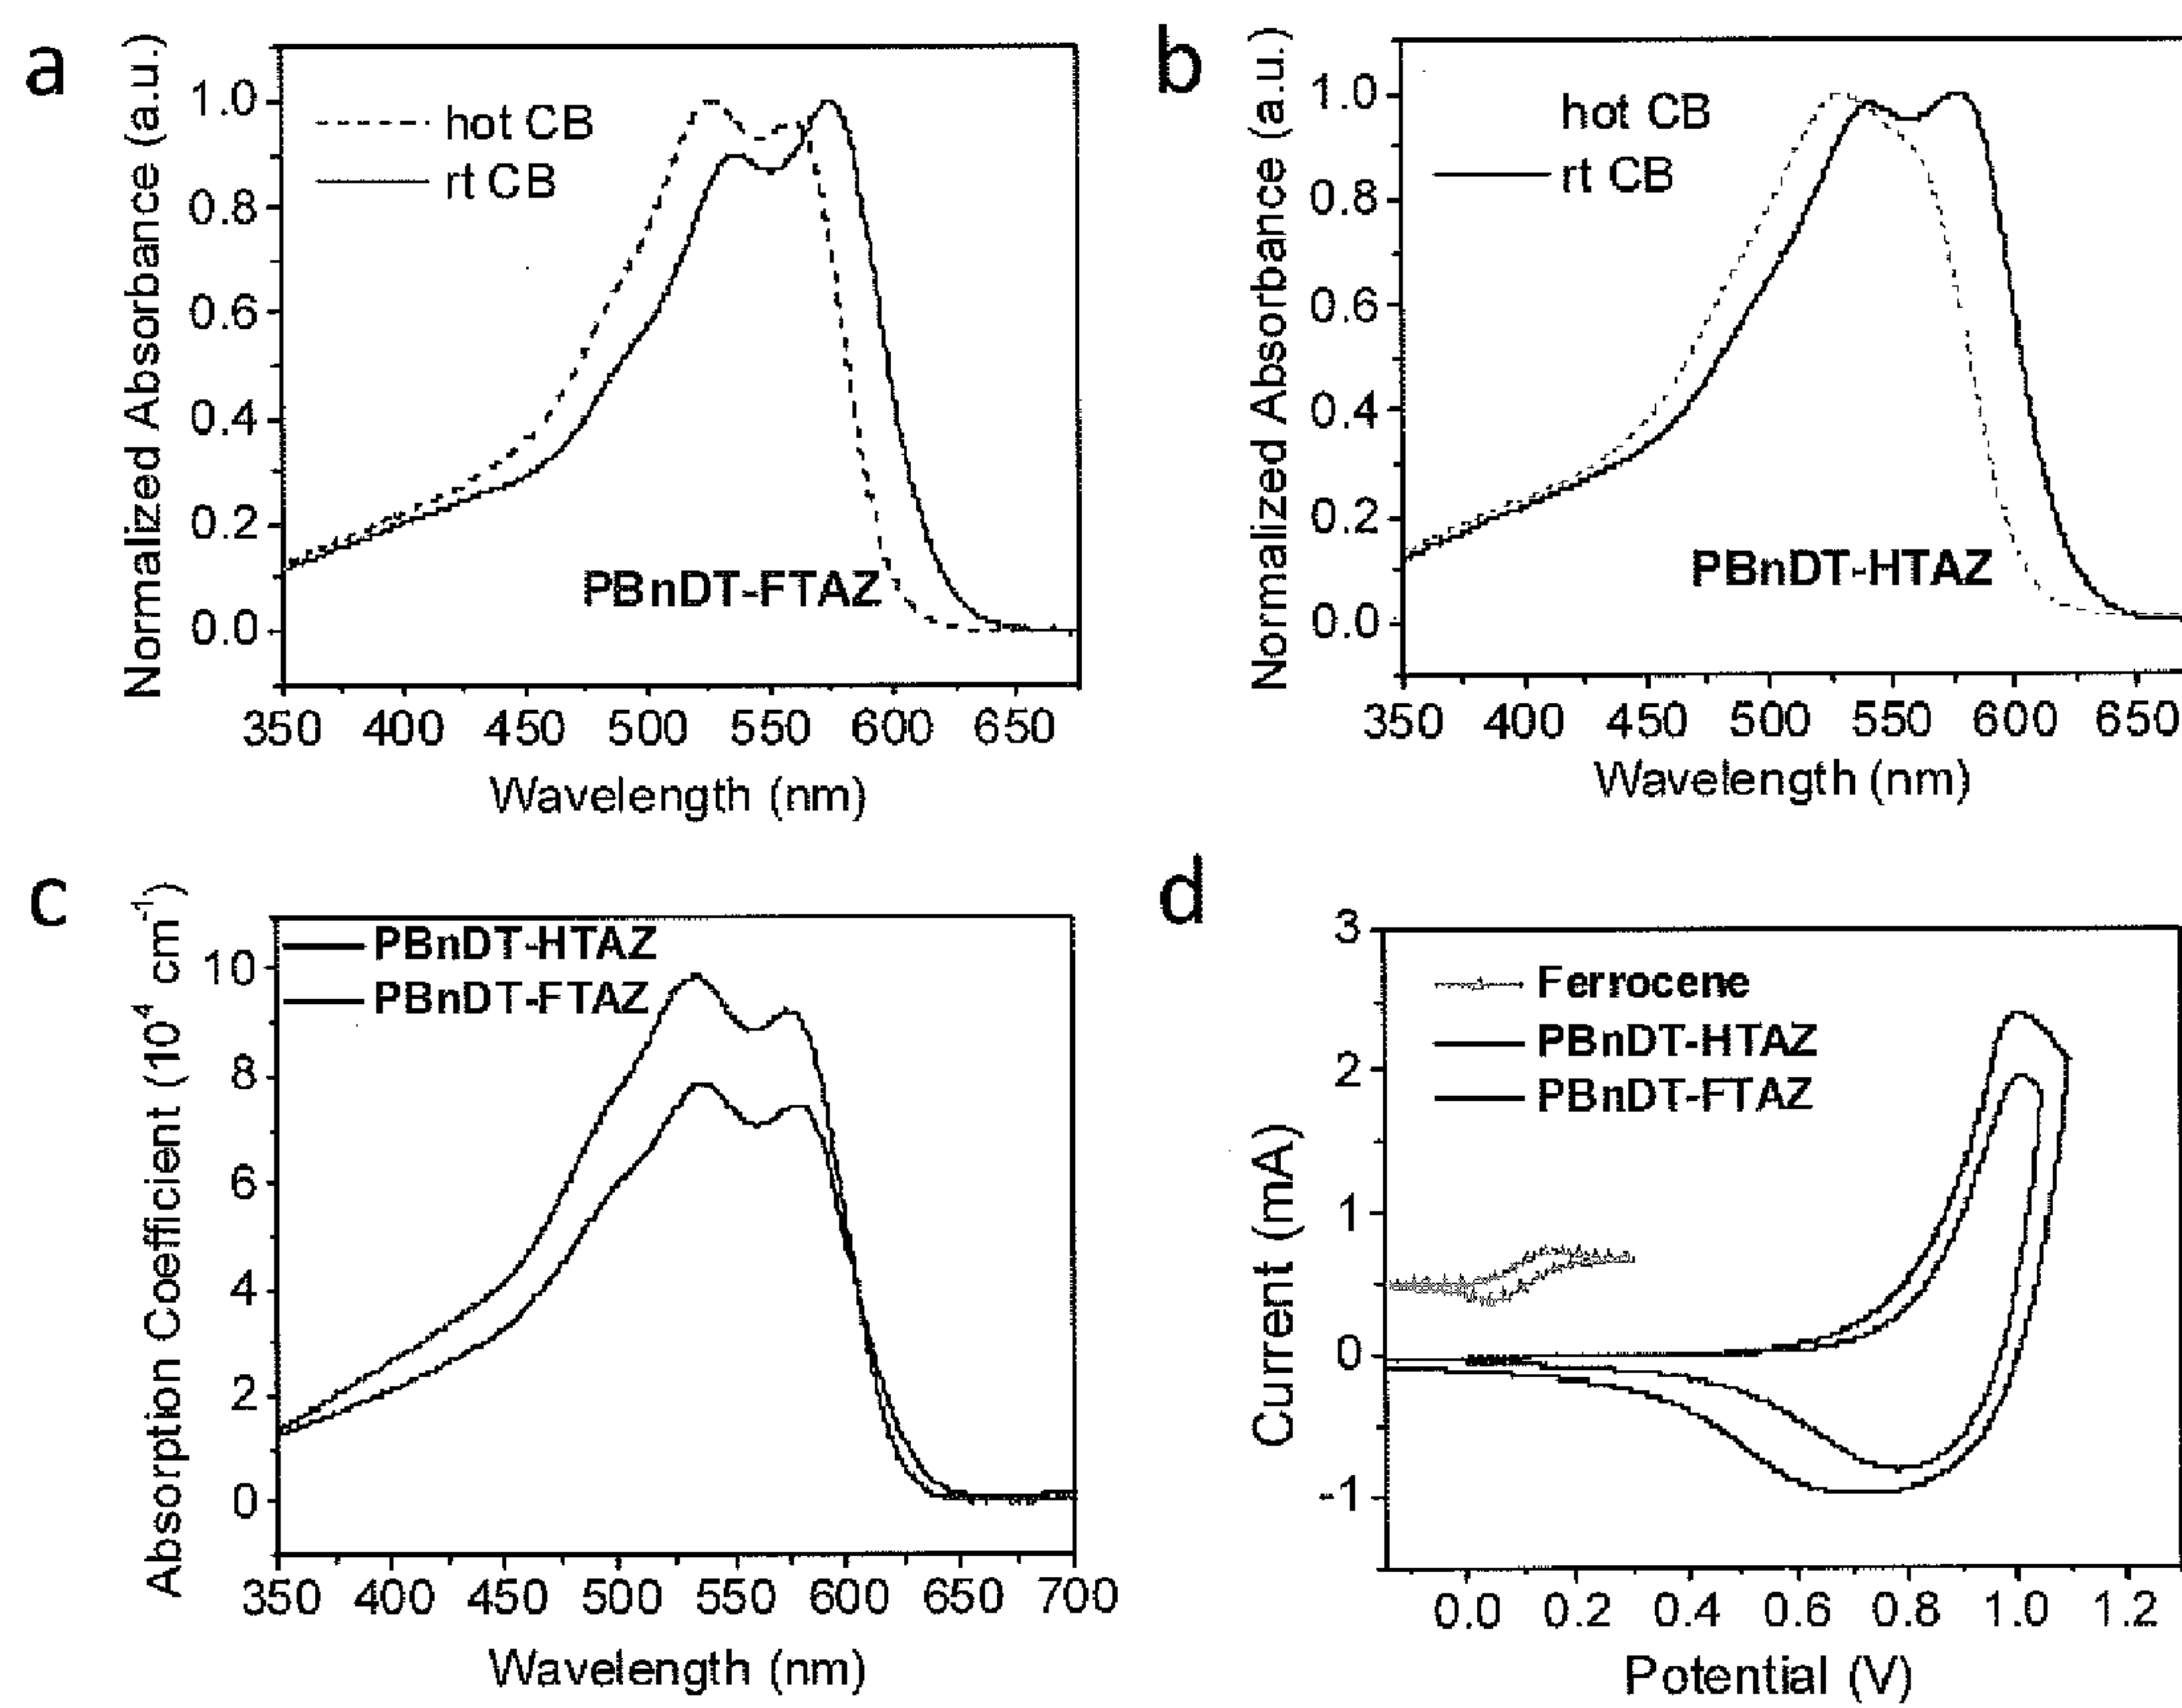 a
Normalized Absorbance (a.u.)
1.0
0.8
0.6
0.4
0.2
0.0
hot CB
rt CB
PBnDT-FTAZ
350 400 450 500 550 600 650
Wavelength (nm)
b
Normalized Absorbance (a.u.)
1.0
0.8
0.6
0.4
0.2
0.0
hot CB
rt CB
PBnDT-HTAZ
350 400 450 500 550 600 650
Wavelength (nm)
c
Absorption Coefficient (10⁴ cm⁻¹)
10
8
6
4
2
0
PBnDT-HTAZ
PBnDT-FTAZ
350 400 450 500 550 600 650 700
Wavelength (nm)
d
Current (mA)
3
2
1
0
-1
Ferrocene
PBnDT-HTAZ
PBnDT-FTAZ
0.0 0.2 0.4 0.6 0.8 1.0 1.2
Potential (V)